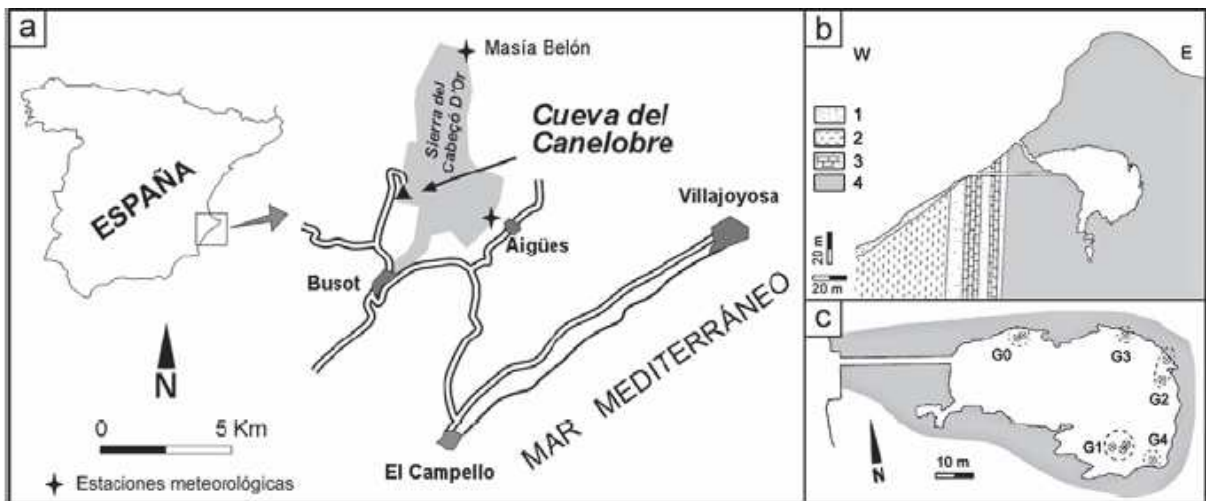 a
Masía Belón
Sierra del
Cabeçó D'Or
Cueva del
Canelobre
ESPAÑA
Villajoyosa
Aigües
Busot
MAR MEDITERRÁNEO
N
0 5 Km
El Campello
Estaciones meteorológicas
b
W E
1
2
3
4
20 m
20 m
c
G0
G3
G2
G1'
G4
N
10 m